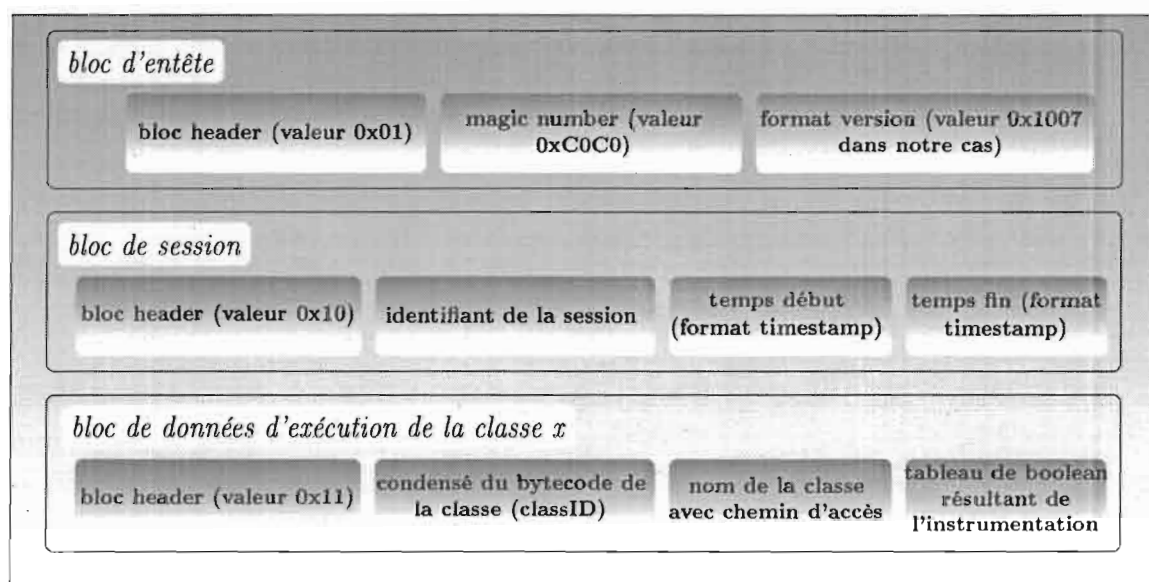 bloc d'entête
bloc header (valeur 0x01)
magic number (valeur
0xC0C0)
format version (valeur 0x1007
dans notre cas)
bloc de session
bloc header (valeur 0x10)
identifiant de la session
temps début
(format timestamp)
temps fin (format
timestamp)
bloc de données d'exécution de la classe x
bloc header (valeur 0x11)
condensé du bytecode de
la classe (classID)
nom de la classe
avec chemin d'accès
tableau de boolean
résultant de
l'instrumentation